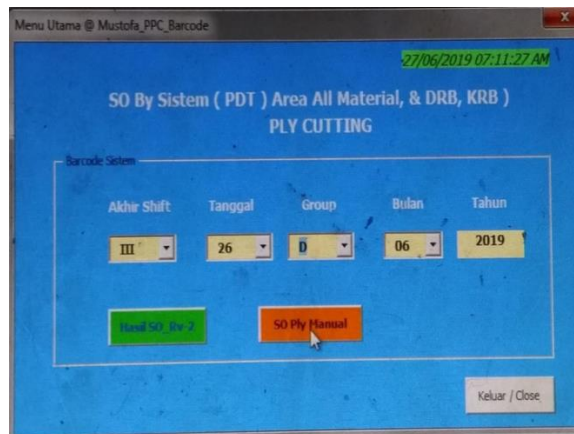 Menu Utama @ Mustofa_PPC_Barcode
X
27/06/2019 07:11:27 AM
SO By Sistem ( PDT ) Area All Material, & DRB, KRB )
PLY CUTTING
Barcode Sistem
Akhir Shift Tanggal Group Bulan Tahun
III 26 D 06 2019
Hasil SO_Rv-2 SO Ply Manual
Keluar / Close